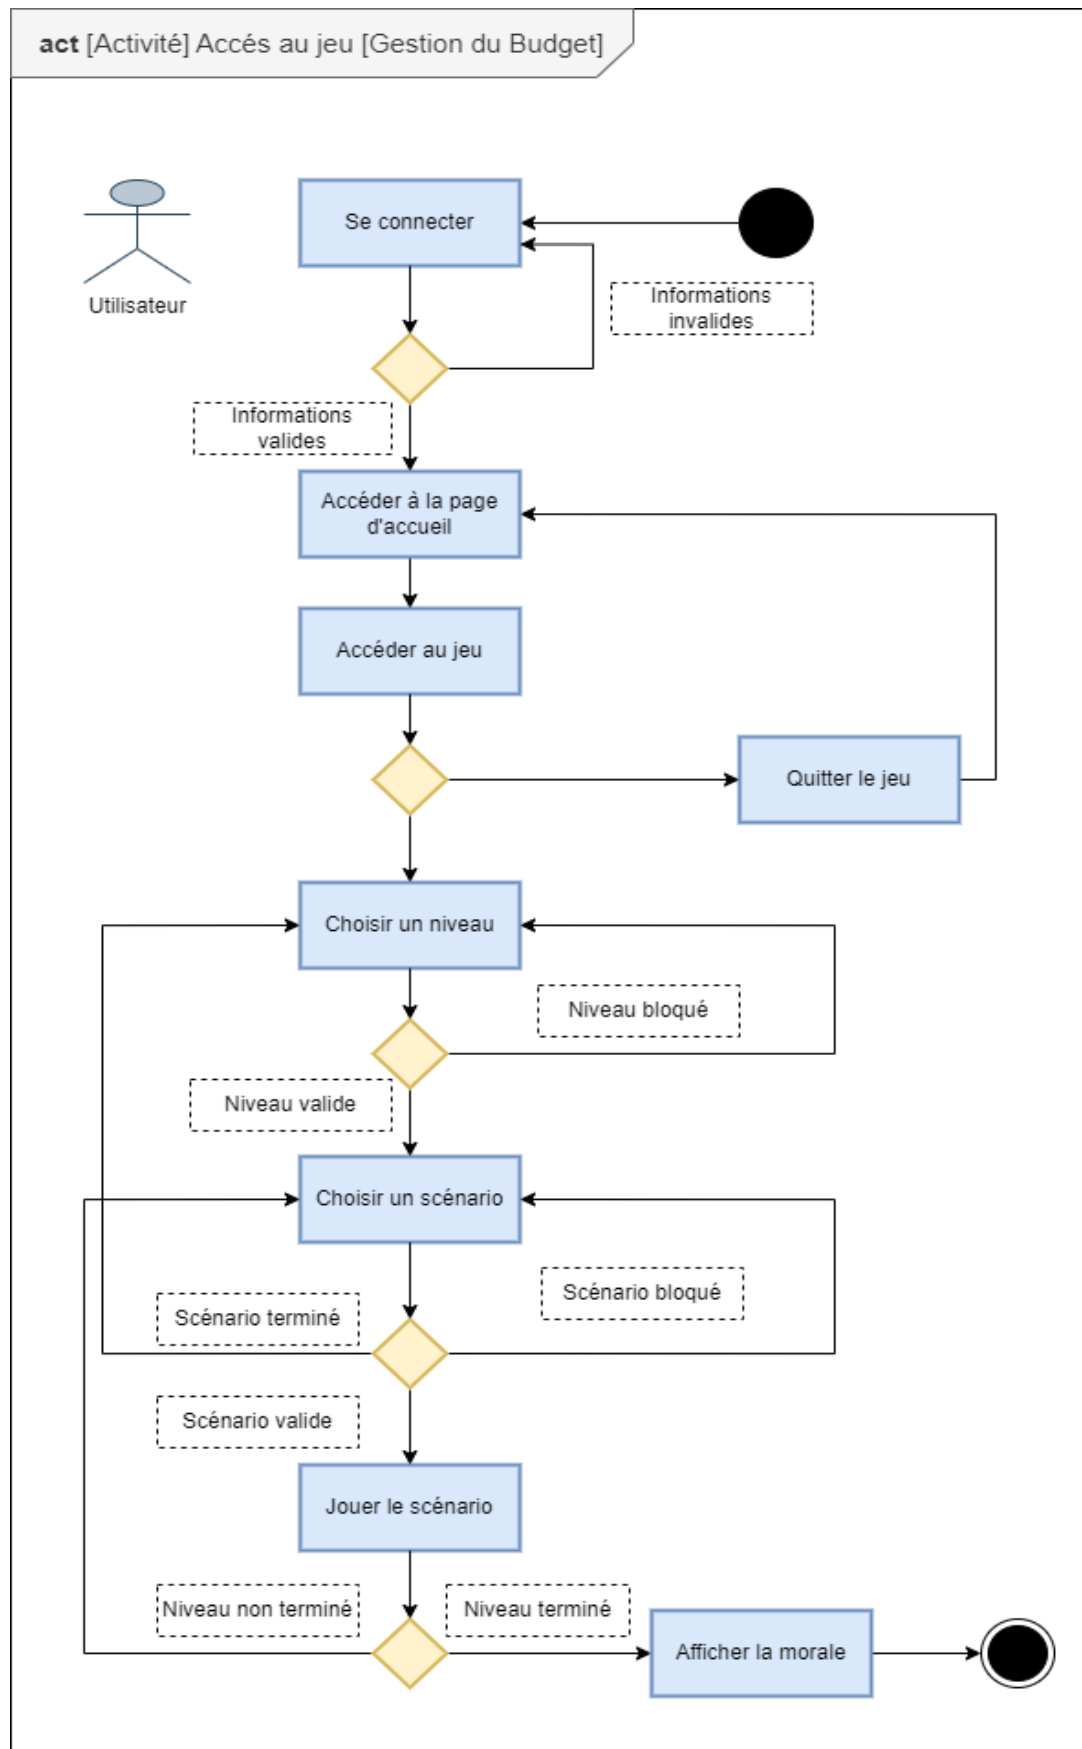 act [Activité] Accés au jeu [Gestion du Budget]
Se connecter
Utilisateur
Informations
invalides
Informations
valides
Accéder à la page
d'accueil
Accéder au jeu
Quitter le jeu
Choisir un niveau
Niveau bloqué
Niveau valide
Choisir un scénario
Scénario bloqué
Scénario terminé
Scénario valide
Jouer le scénario
Niveau non terminé
Niveau terminé
Afficher la morale